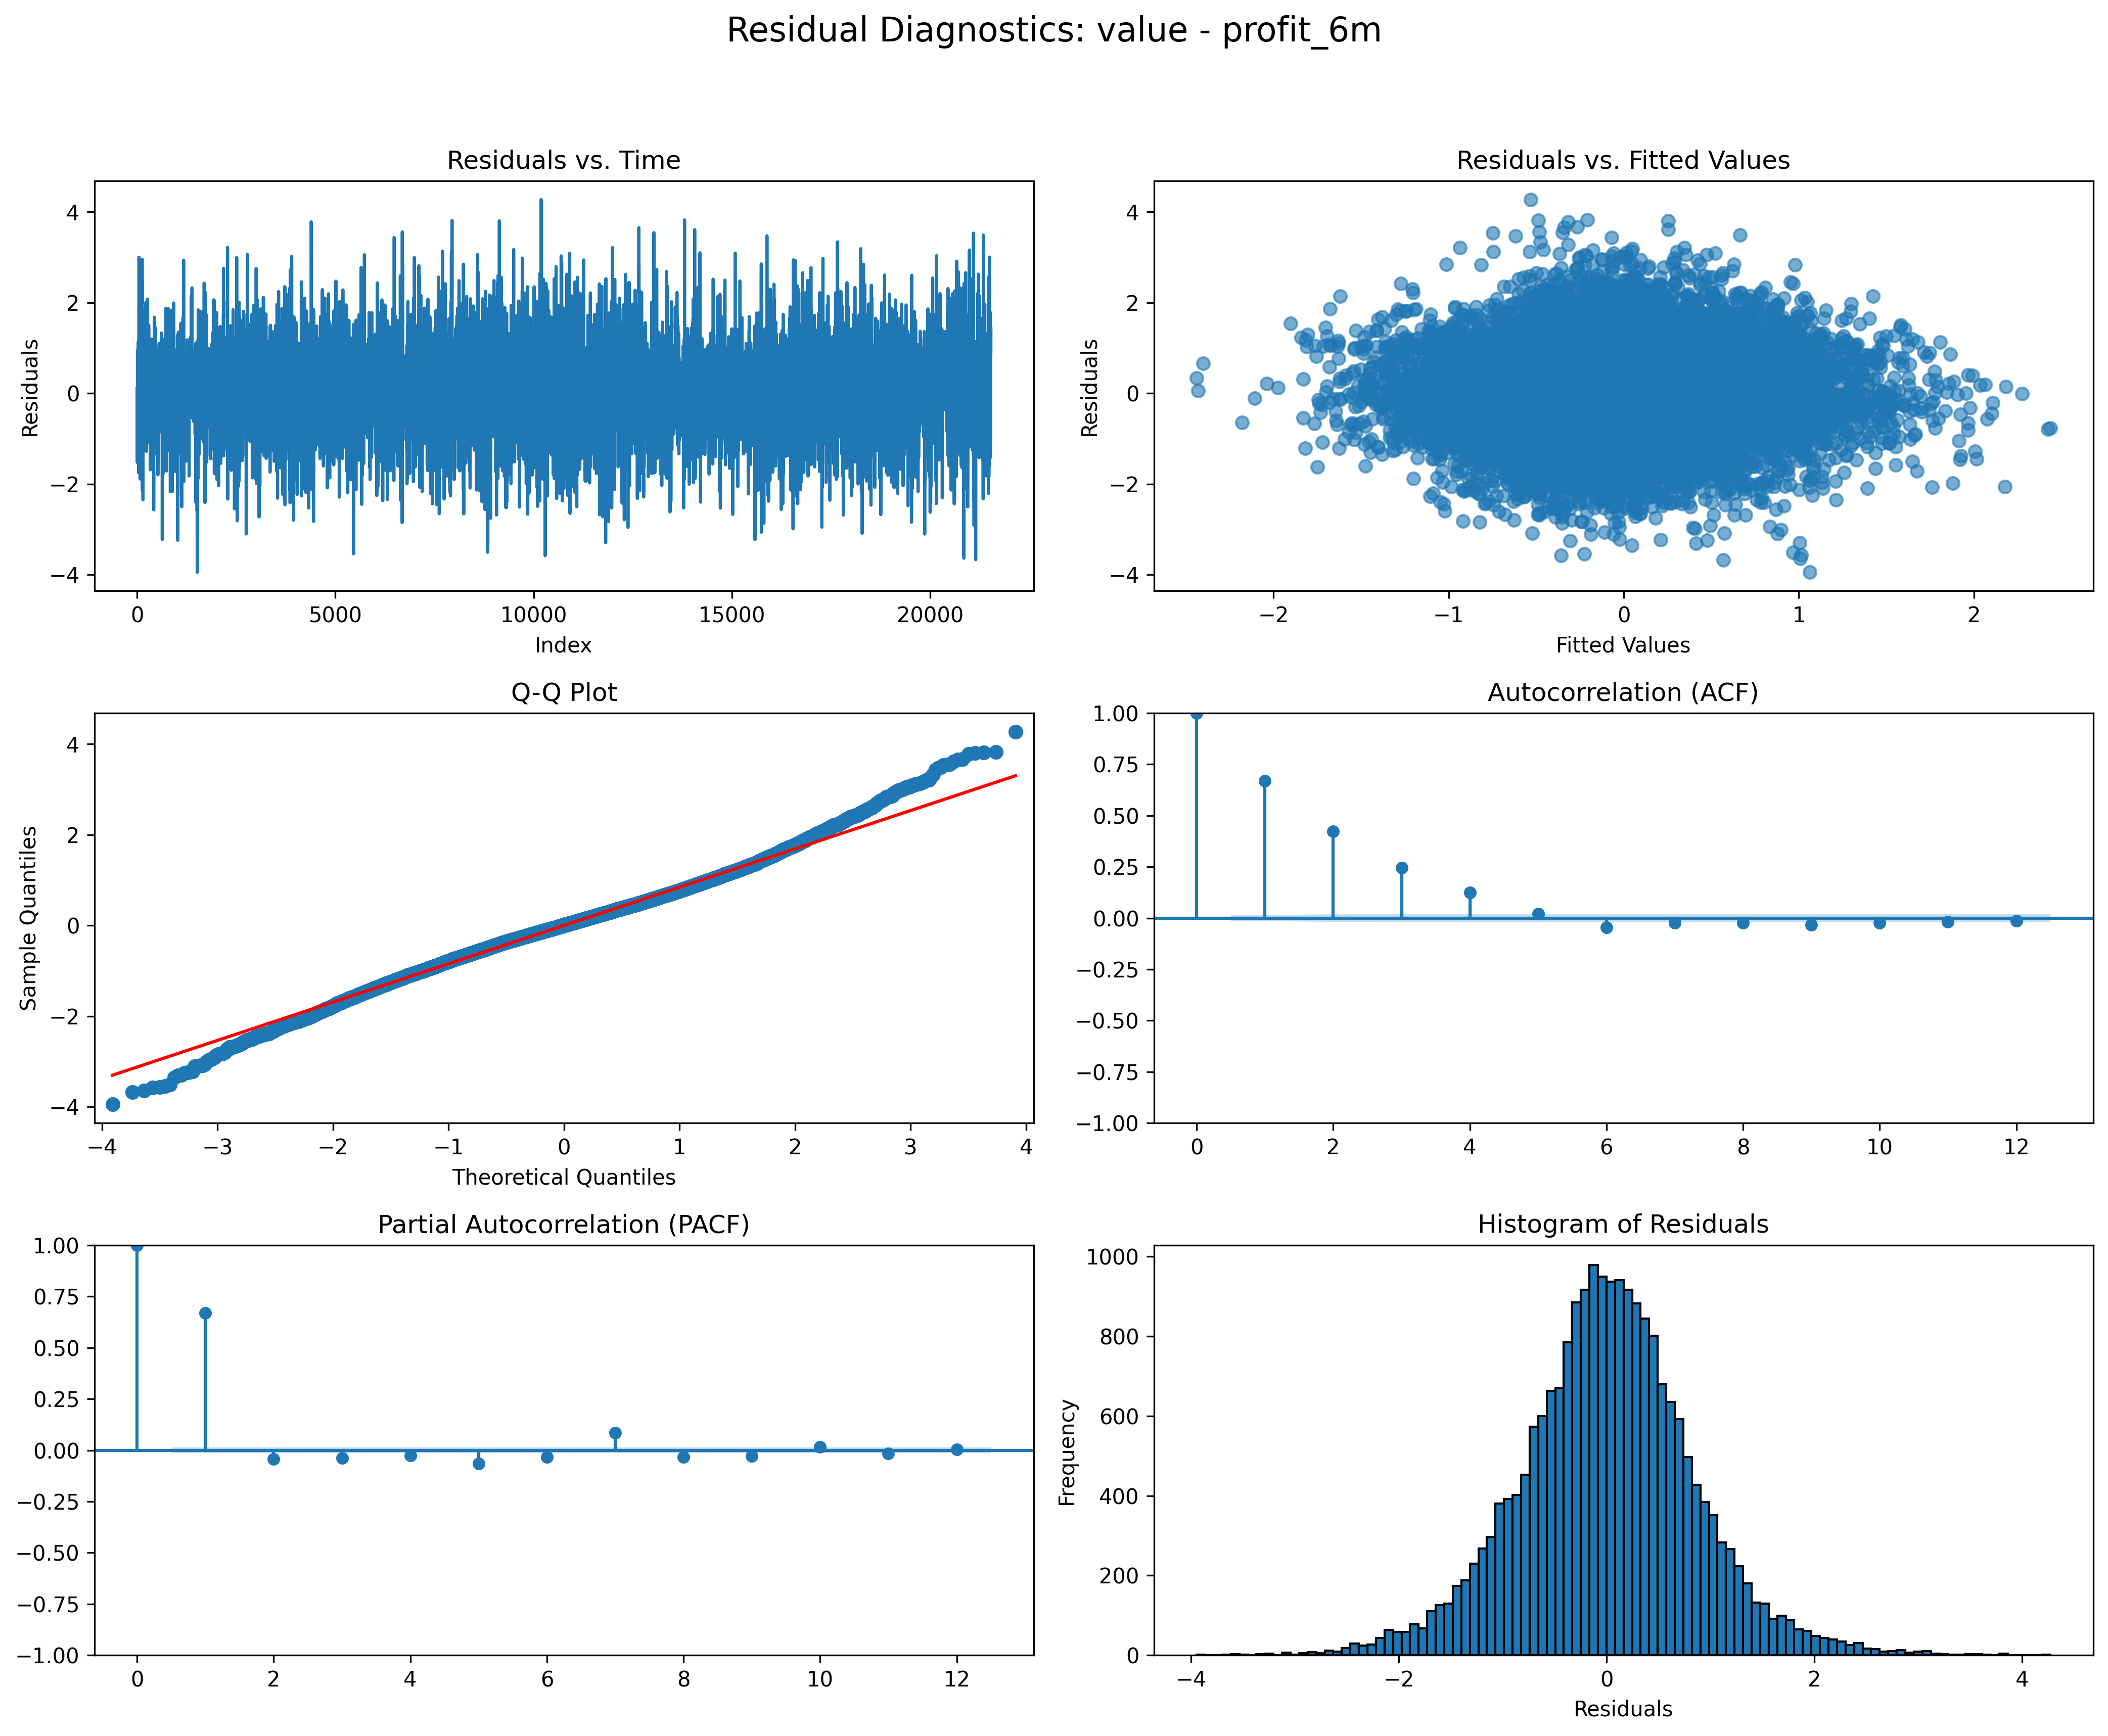 Residual Diagnostics: value - profit_6m
Residuals vs. Time
Residuals
4
2
0
−2
−4
0 5000 10000 15000 20000
Index
Residuals vs. Fitted Values
Residuals
4
2
0
−2
−4
−2 −1 0 1 2
Fitted Values
Q-Q Plot
Sample Quantiles
4
2
0
−2
−4
−4 −3 −2 −1 0 1 2 3 4
Theoretical Quantiles
Autocorrelation (ACF)
1.00
0.75
0.50
0.25
0.00
−0.25
−0.50
−0.75
−1.00
0 2 4 6 8 10 12
Partial Autocorrelation (PACF)
1.00
0.75
0.50
0.25
0.00
−0.25
−0.50
−0.75
−1.00
0 2 4 6 8 10 12
Histogram of Residuals
Frequency
1000
800
600
400
200
0
−4 −2 0 2 4
Residuals